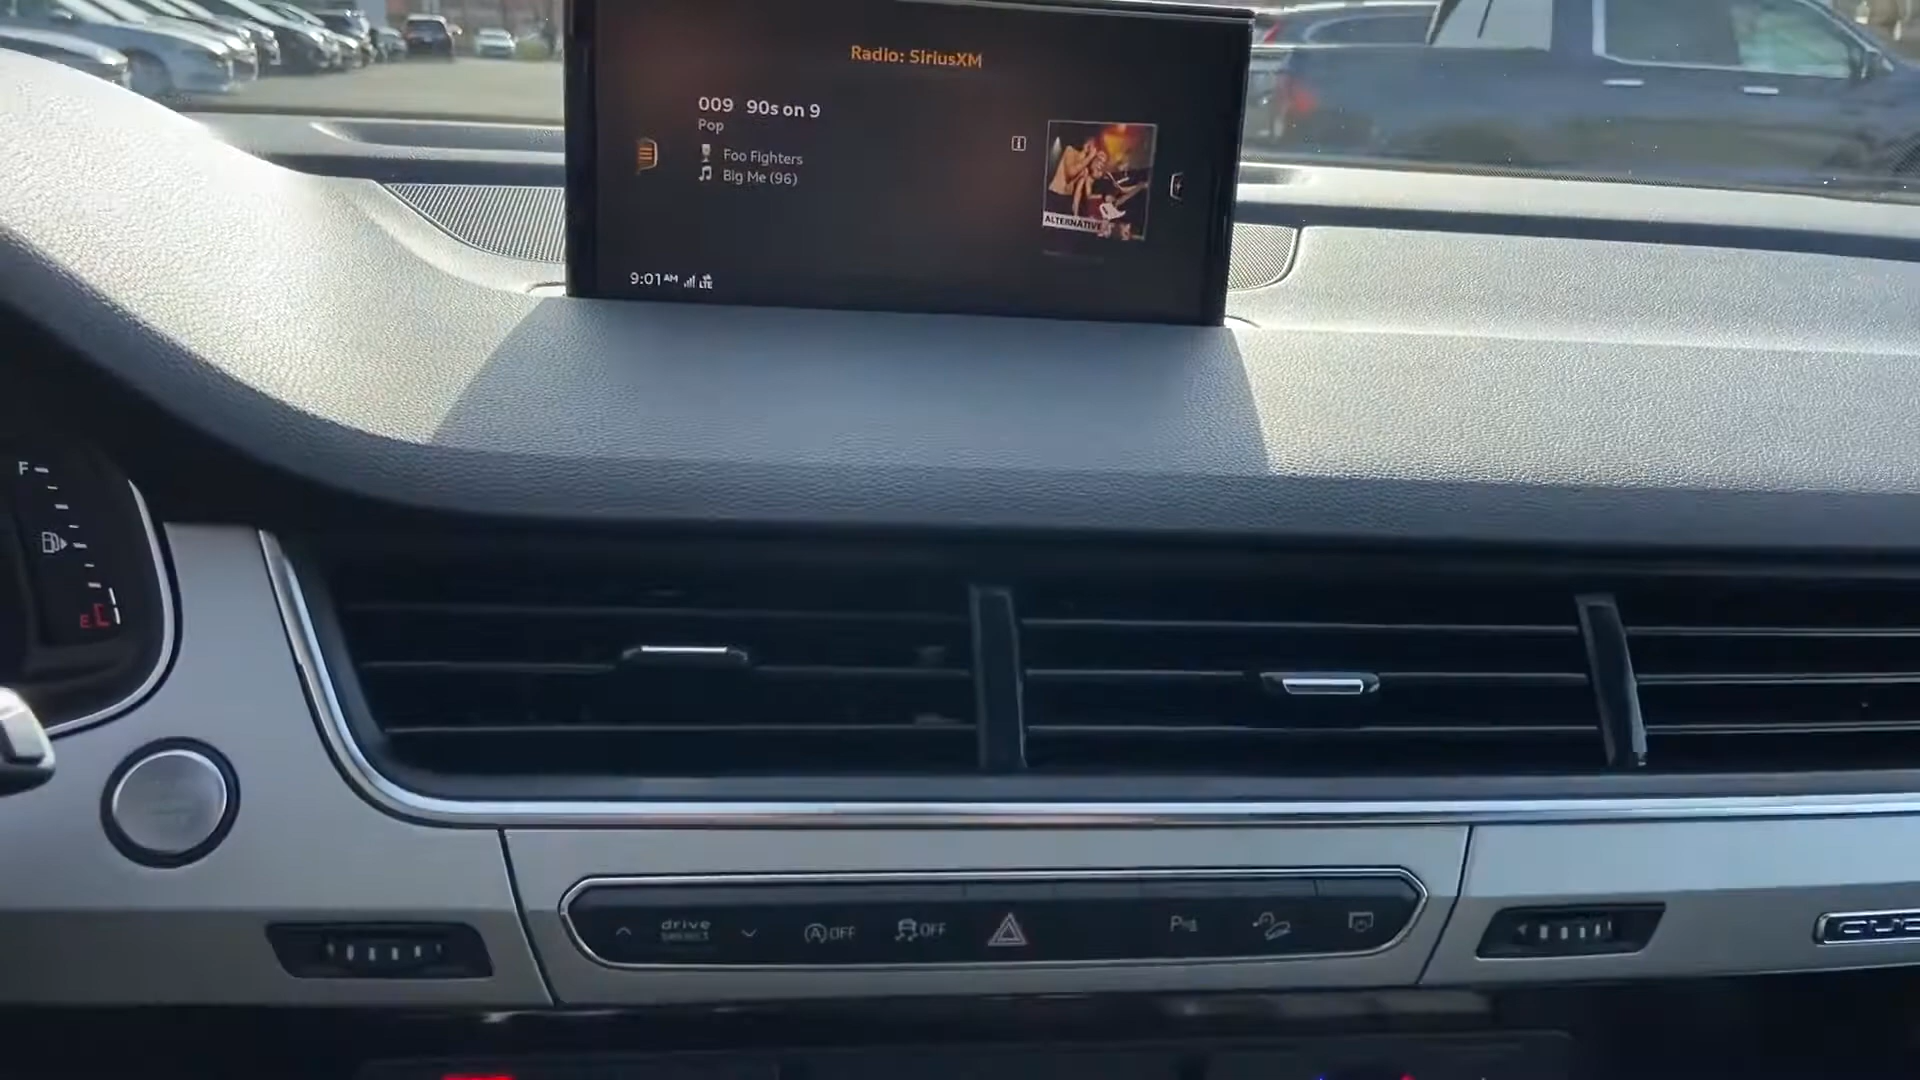 Radio: SiriusXM
009 90s on 9
Pop
Foo Fighters
Big Me (96)
ALTERNATIVE
9:01 AM LTE
F
E
drive
select
A OFF
OFF
P